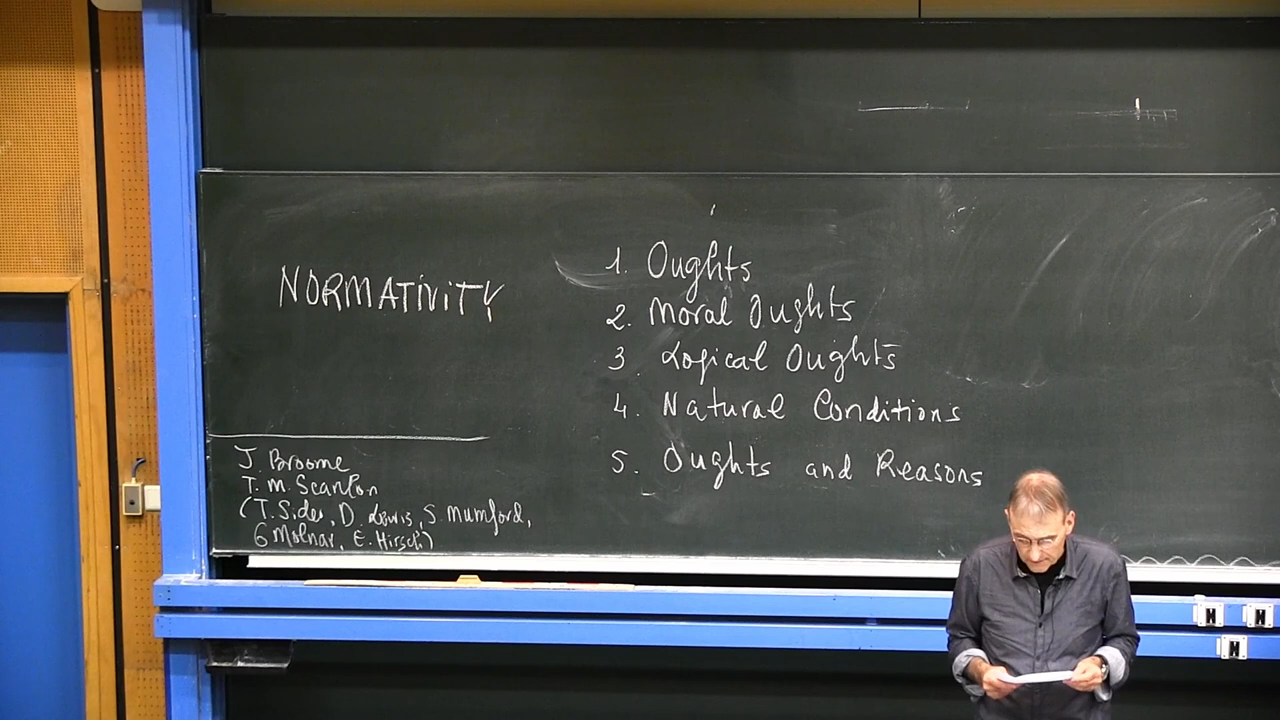 NORMATIVITY
1. Oughts
2. Moral Oughts
3 Logical Oughts
4. Natural Conditions
5. Oughts and Reasons
J. Broome
T. M. Scanlon
(T. Sider, D. Lewis, S. Mumford,
G Molnar, E. Hirsch)